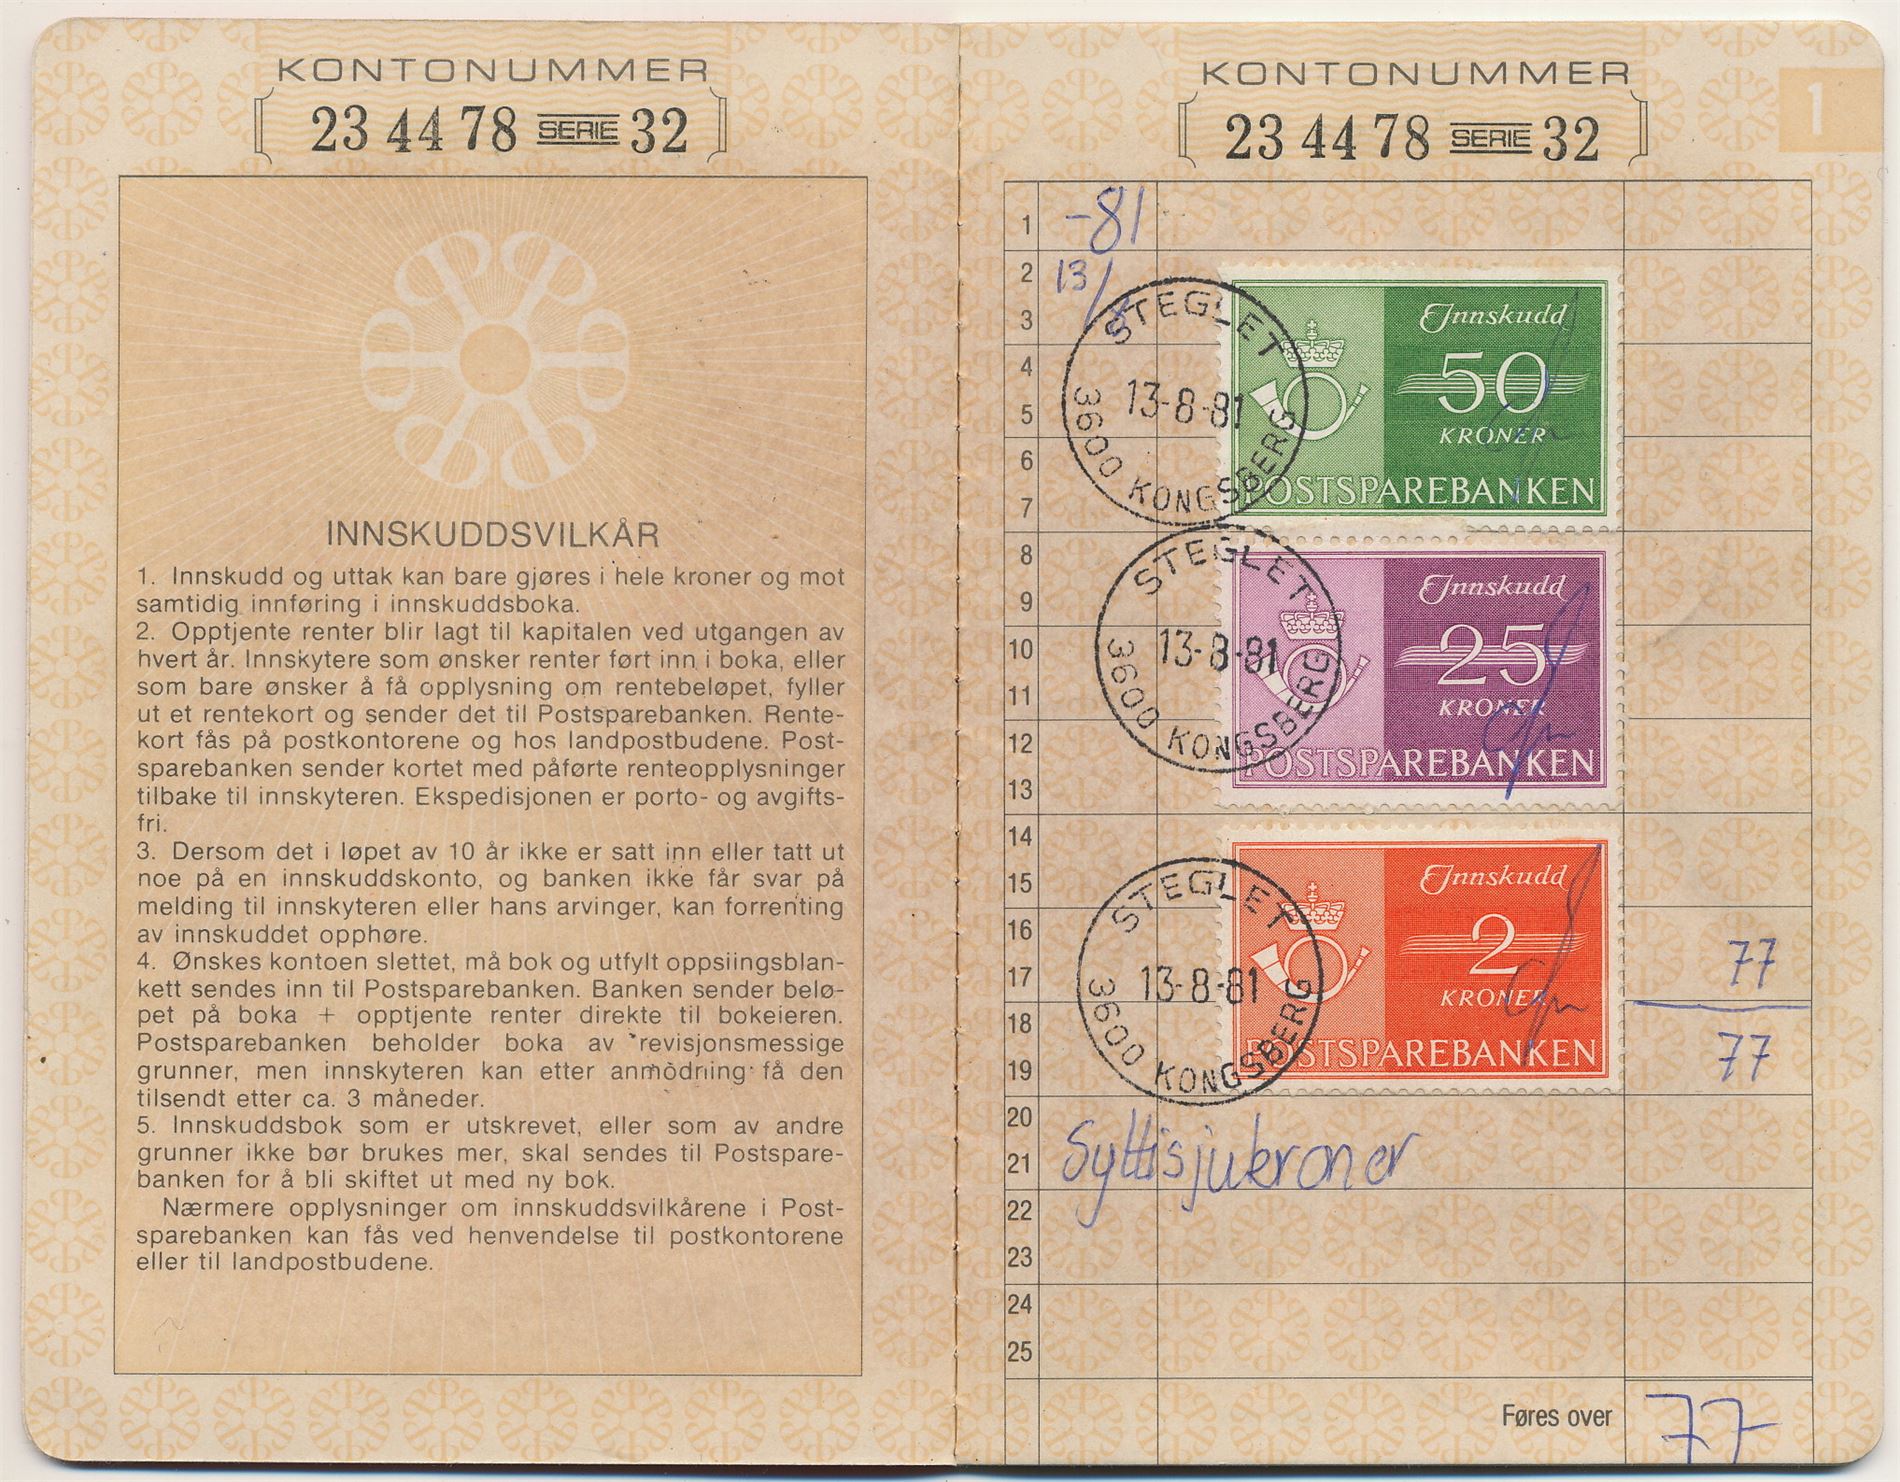 KONTONUMMER
23 44 78 SERIE 32
INNSKUDDSVILKÅR
1. Innskudd og uttak kan bare gjøres i hele kroner og mot
samtidig innføring i innskuddsboka.
2. Opptjente renter blir lagt til kapitalen ved utgangen av
hvert år. Innskytere som ønsker renter ført inn i boka, eller
som bare ønsker å få opplysning om rentebeløpet, fyller
ut et rentekort og sender det til Postsparebanken. Rente-
kort fås på postkontorene og hos landpostbudene. Post-
sparebanken sender kortet med påførte renteopplysninger
tilbake til innskyteren. Ekspedisjonen er porto- og avgifts-
fri.
3. Dersom det i løpet av 10 år ikke er satt inn eller tatt ut
noe på en innskuddskonto, og banken ikke får svar på
melding til innskyteren eller hans arvinger, kan forrenting
av innskuddet opphøre.
4. Ønskes kontoen slettet, må bok og utfylt oppsiingsblan-
kett sendes inn til Postsparebanken. Banken sender belø-
pet på boka + opptjente renter direkte til bokeieren.
Postsparebanken beholder boka av revisjonsmessige
grunner, men innskyteren kan etter anmodning få den
tilsendt etter ca. 3 måneder.
5. Innskuddsbok som er utskrevet, eller som av andre
grunner ikke bør brukes mer, skal sendes til Postspare-
banken for å bli skiftet ut med ny bok.
Nærmere opplysninger om innskuddsvilkårene i Post-
sparebanken kan fås ved henvendelse til postkontorene
eller til landpostbudene.
KONTONUMMER
23 44 78 SERIE 32
1
1 -81
2 13/8
3
4
5
6
7
STEGLET
13-8-81
3600 KONGSBERG
Innskudd
50
KRONER
POSTSPAREBANKEN
8
9
10
11
12
13
STEGLET
13-8-81
3600 KONGSBERG
Innskudd
25
KRONER
POSTSPAREBANKEN
14
15
16
17
18
19
STEGLET
13-8-81
3600 KONGSBERG
Innskudd
2
KRONER
POSTSPAREBANKEN
77
77
20
21 Syttisjukroner
22
23
24
25
Føres over 77